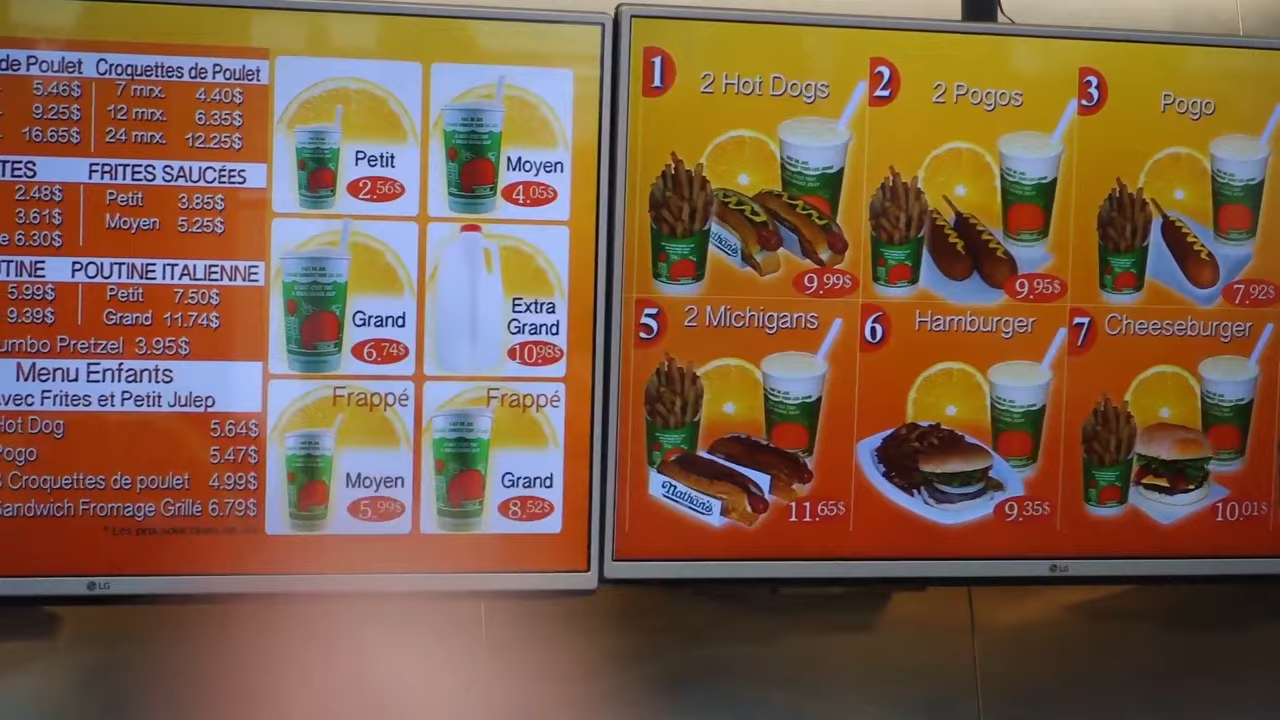 de Poulet Croquettes de Poulet
5.46$ 7 mrx. 4.40$
9.25$ 12 mrx. 6.35$
16.65$ 24 mrx. 12.25$
TES FRITES SAUCÉES
2.48$ Petit 3.85$
3.61$ Moyen 5.25$
e 6.30$
UTINE POUTINE ITALIENNE
5.99$ Petit 7.50$
9.39$ Grand 11.74$
umbo Pretzel 3.95$
Menu Enfants
vec Frites et Petit Julep
Hot Dog 5.64$
Pogo 5.47$
Croquettes de poulet 4.99$
Sandwich Fromage Grillé 6.79$
* Les prix
Petit
2.56$
Moyen
4.05$
Grand
6.74$
Extra
Grand
10.98$
Frappé
Moyen
5.99$
Frappé
Grand
8.52$
LG
1 2 Hot Dogs
Nathan's
9.99$
2 2 Pogos
9.95$
3 Pogo
7.92$
5 2 Michigans
Nathan's
11.65$
6 Hamburger
9.35$
7 Cheeseburger
10.01$
LG